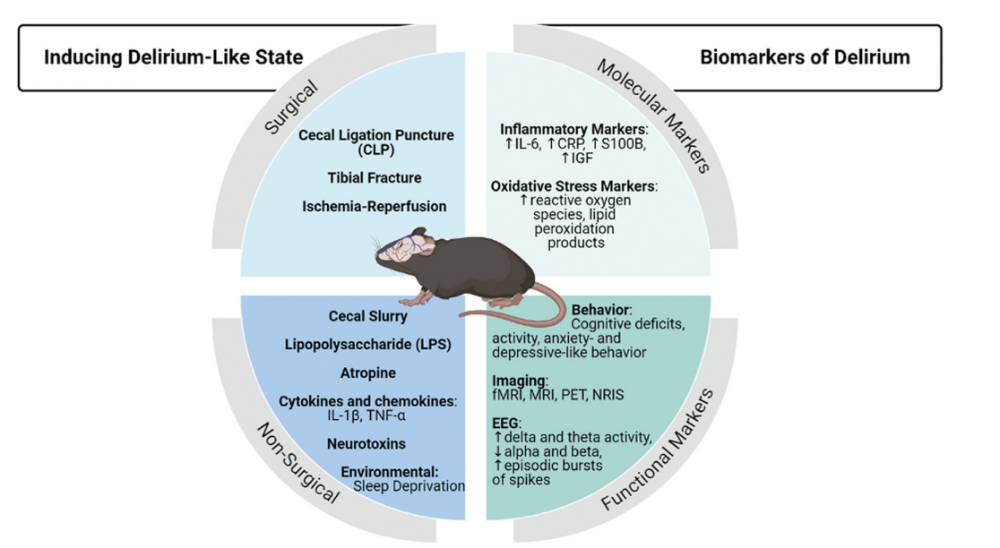 Inducing Delirium-Like State
Biomarkers of Delirium
Surgical
Cecal Ligation Puncture
(CLP)
Tibial Fracture
Ischemia-Reperfusion
Molecular Markers
Inflammatory Markers:
↑IL-6, ↑CRP, ↑S100B,
↑IGF
Oxidative Stress Markers:
↑reactive oxygen
species, lipid
peroxidation
products
Non-Surgical
Cecal Slurry
Lipopolysaccharide (LPS)
Atropine
Cytokines and chemokines:
IL-1β, TNF-α
Neurotoxins
Environmental:
Sleep Deprivation
Functional Markers
Behavior:
Cognitive deficits,
activity, anxiety- and
depressive-like behavior
Imaging:
fMRI, MRI, PET, NRIS
EEG:
↑delta and theta activity,
↓alpha and beta,
↑episodic bursts
of spikes